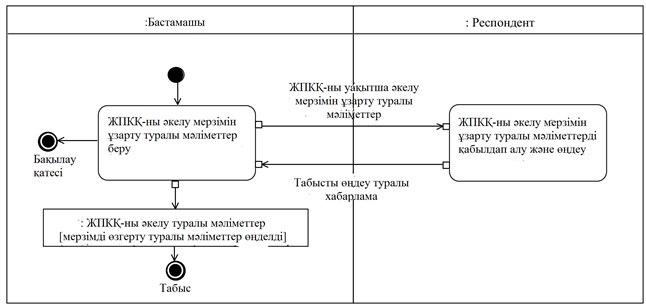 :Бастамашы
: Респондент
ЖПКҚ-ны уақытша әкелу
мерзімін ұзарту туралы
мәліметтер
ЖПКҚ-ны әкелу мерзімін
ұзарту туралы мәліметтер
беру
ЖПКҚ-ны әкелу мерзімін
ұзарту туралы мәліметтерді
қабылдап алу және өңдеу
Бақылау
қатесі
Табысты өңдеу туралы
хабарлама
: ЖПКҚ-ны әкелу туралы мәліметтер
[мерзімді өзгерту туралы мәліметтер өңделді]
Табыс